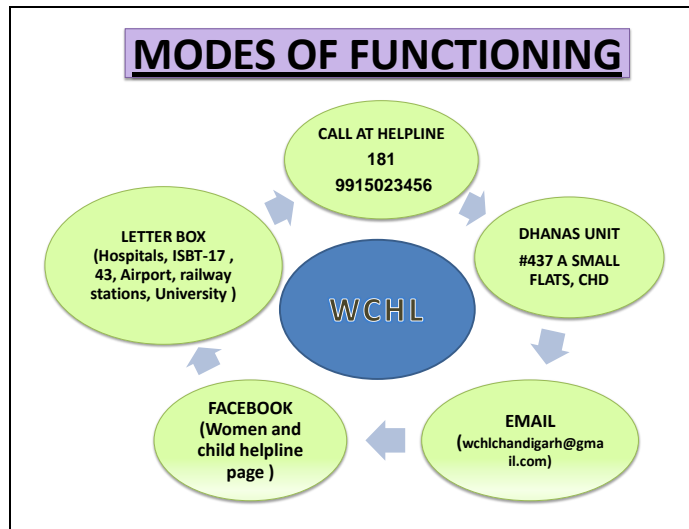 MODES OF FUNCTIONING
CALL AT HELPLINE
181
9915023456
DHANAS UNIT
#437 A SMALL
FLATS, CHD
EMAIL
(wchlchandigarh@gma
il.com)
FACEBOOK
(Women and
child helpline
page )
LETTER BOX
(Hospitals, ISBT-17 ,
43, Airport, railway
stations, University )
WCHL